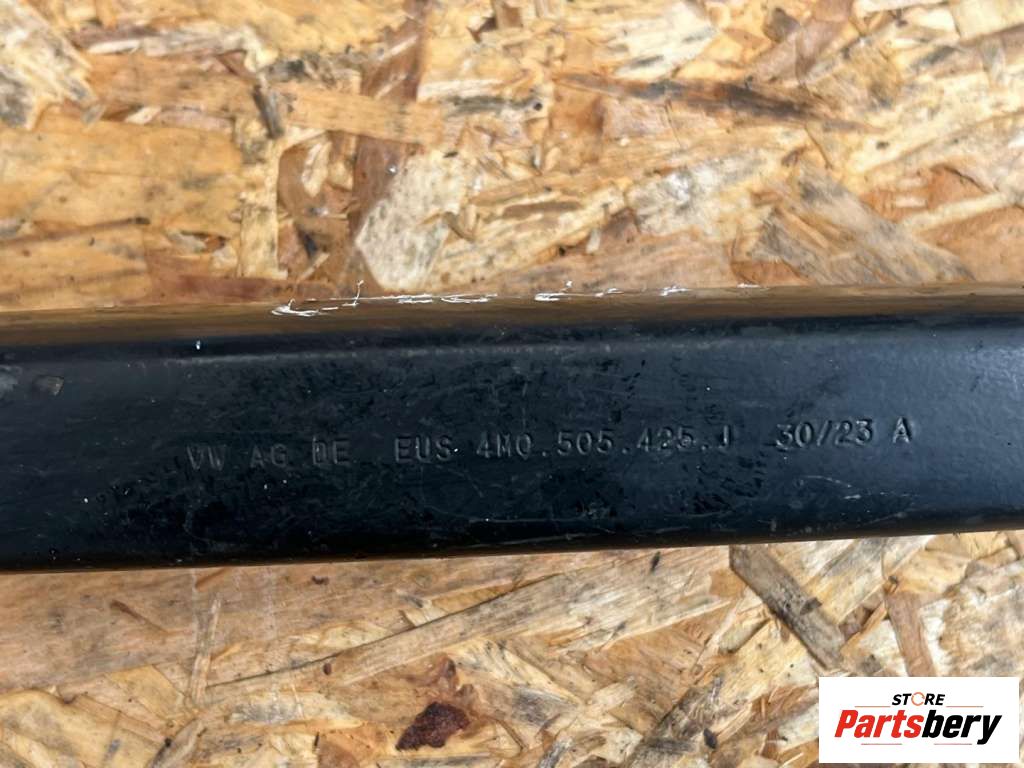 VW AG DE EUS 4M0.505.425.J 30/23 A
STORE
Partsbery